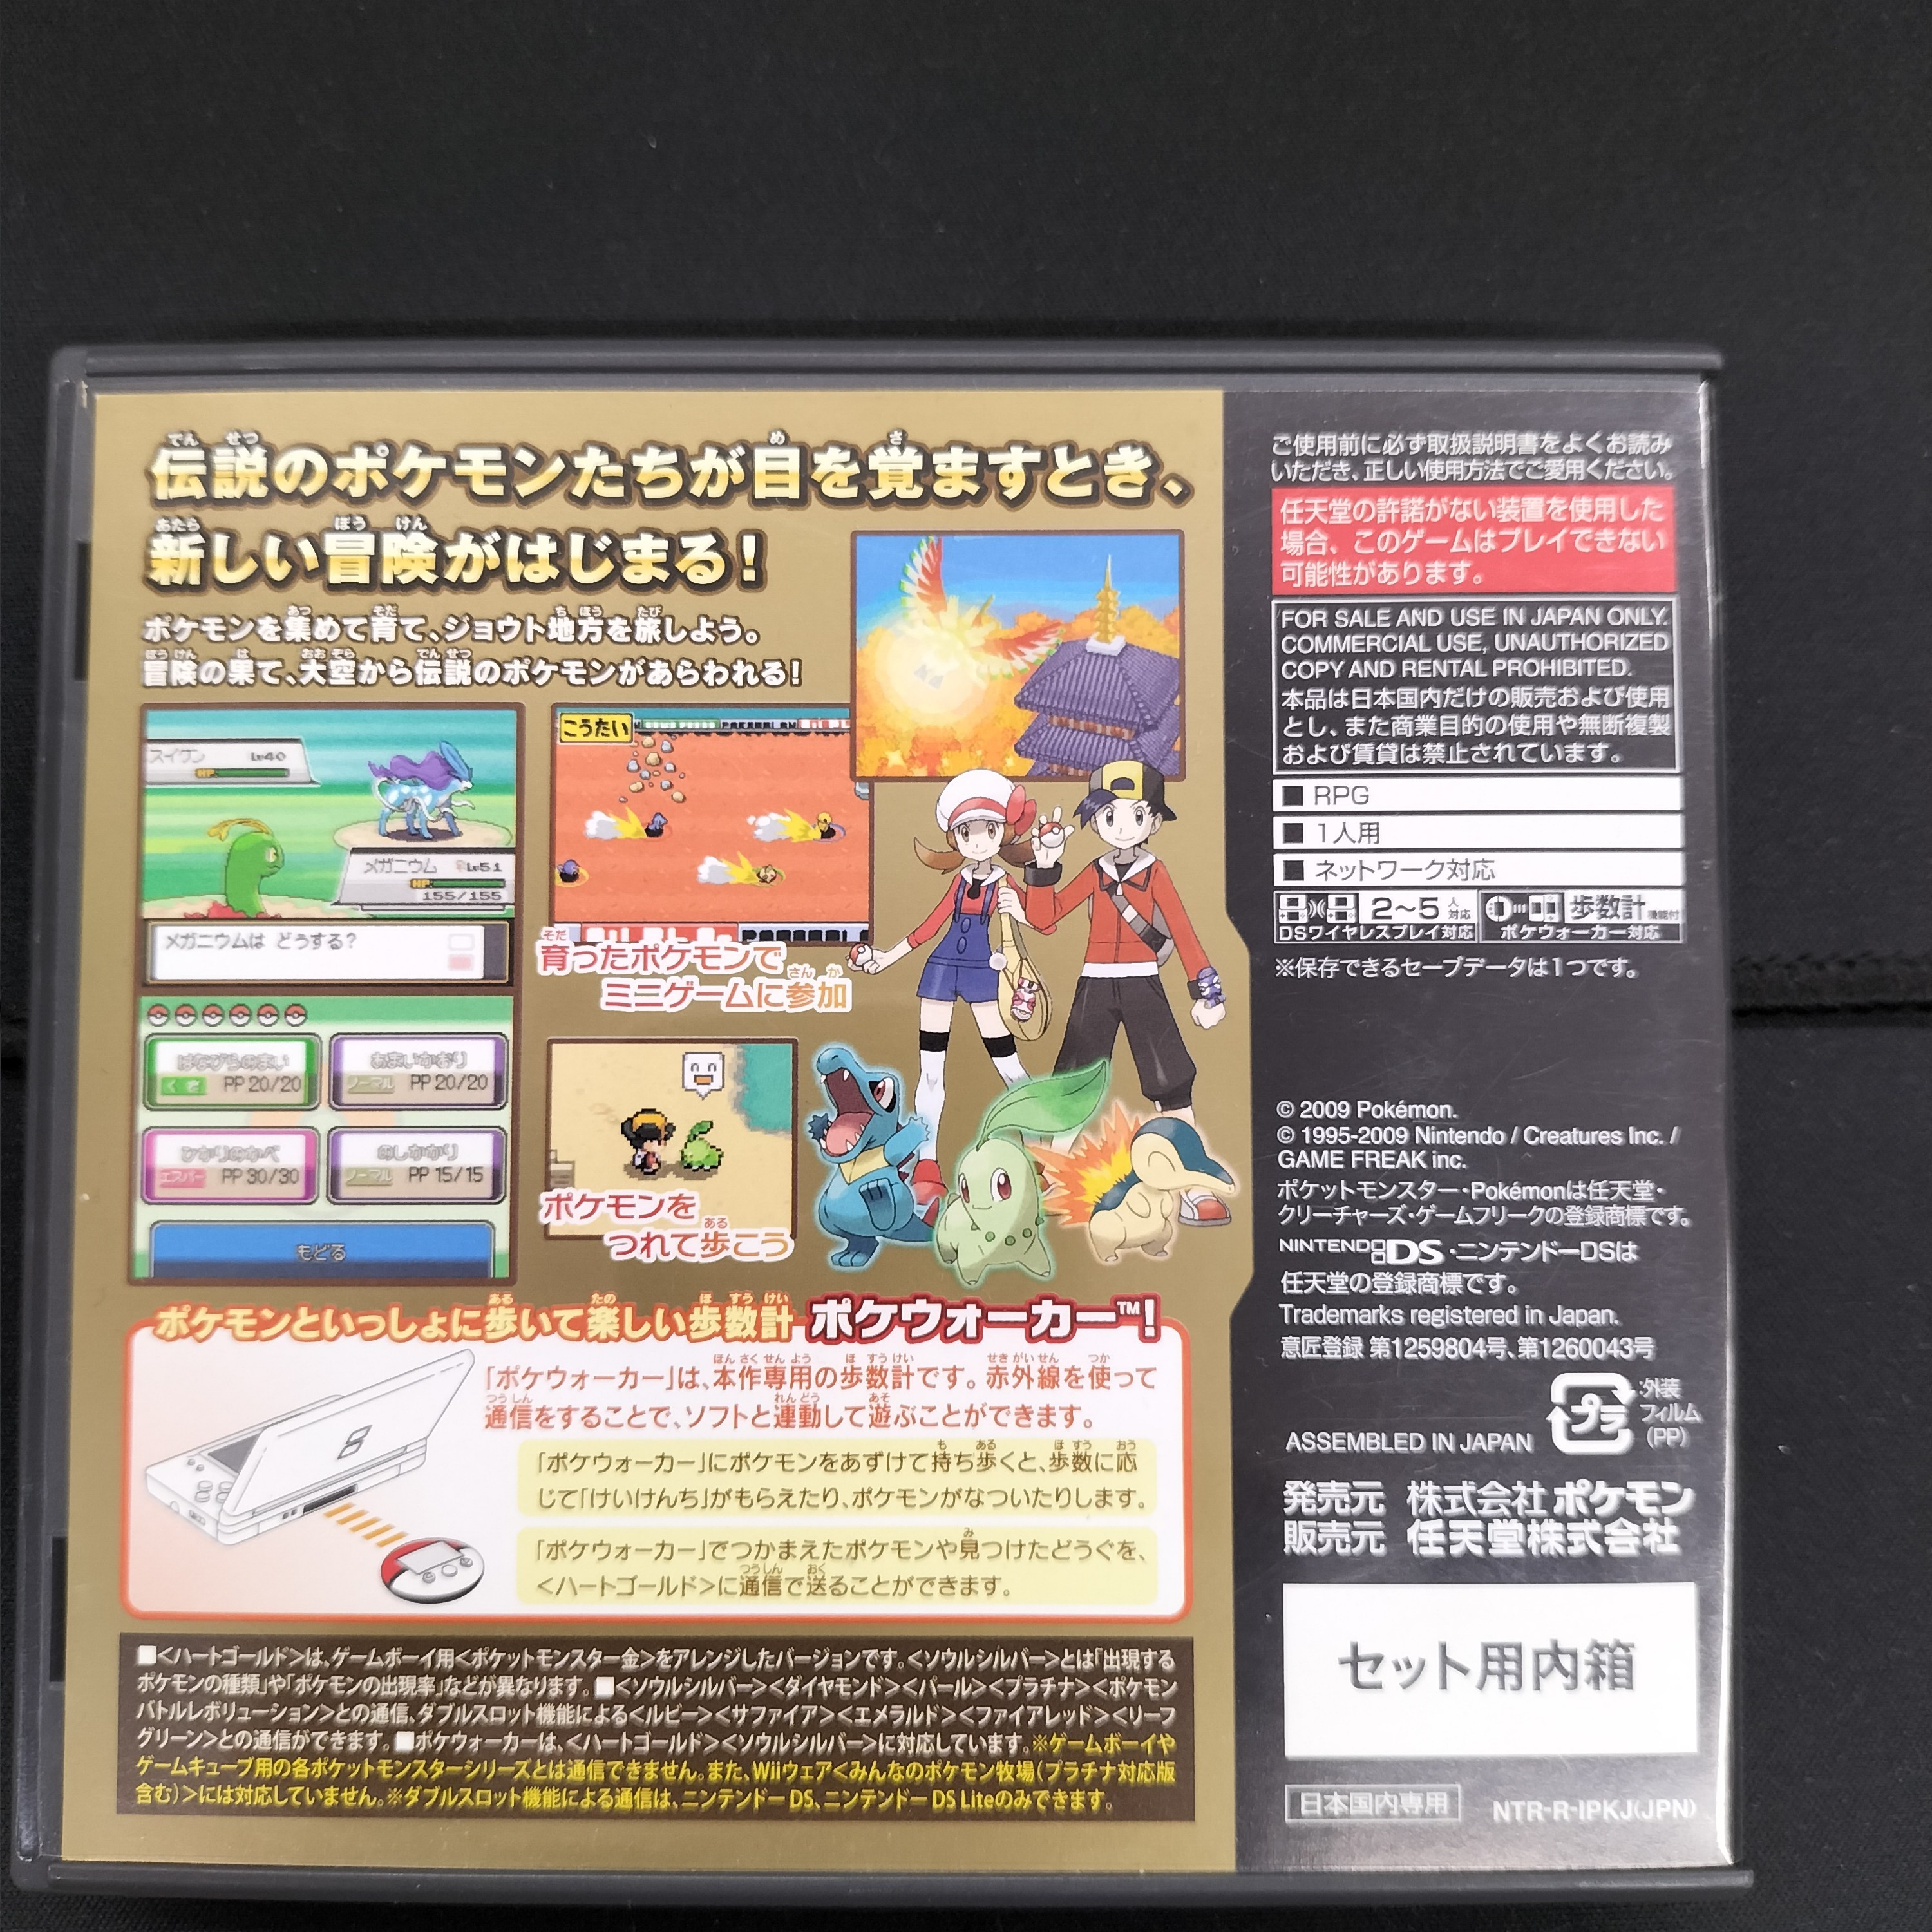 伝説のポケモンたちが目を覚ますとき、
新しい冒険がはじまる!
ポケモンを集めて育て、ジョウト地方を旅しよう。
冒険の果て、大空から伝説のポケモンがあらわれる!
スイクン Lv40
HP
メガニウム Lv51
HP
155/155
メガニウムは どうする?
はなびらのまい
くさ PP 20/20
あまいかおり
ノーマル PP 20/20
ひかりのかべ
エスパー PP 30/30
のしかかり
ノーマル PP 15/15
もどる
こうたい
育ったポケモンで
ミニゲームに参加
ポケモンを
つれて歩こう
ポケモンといっしょに歩いて楽しい歩数計 ポケウォーカー™!
「ポケウォーカー」は、本作専用の歩数計です。赤外線を使って
通信をすることで、ソフトと連動して遊ぶことができます。
「ポケウォーカー」にポケモンをあずけて持ち歩くと、歩数に応
じて「けいけんち」がもらえたり、ポケモンがなついたりします。
「ポケウォーカー」でつかまえたポケモンや見つけたどうぐを、
<ハートゴールド>に通信で送ることができます。
■<ハートゴールド>は、ゲームボーイ用<ポケットモンスター金>をアレンジしたバージョンです。<ソウルシルバー>とは「出現する
ポケモンの種類」や「ポケモンの出現率」などが異なります。■<ソウルシルバー><ダイヤモンド><パール><プラチナ><ポケモン
バトルレボリューション>との通信、ダブルスロット機能による<ルビー><サファイア><エメラルド><ファイアレッド><リーフ
グリーン>との通信ができます。■ポケウォーカーは、<ハートゴールド><ソウルシルバー>に対応しています。※ゲームボーイや
ゲームキューブ用の各ポケットモンスターシリーズとは通信できません。また、Wiiウェア<みんなのポケモン牧場(プラチナ対応版
含む)>には対応していません。※ダブルスロット機能による通信は、ニンテンドーDS、ニンテンドーDS Liteのみできます。
ご使用前に必ず取扱説明書をよくお読み
いただき、正しい使用方法でご愛用ください。
任天堂の許諾がない装置を使用した
場合、このゲームはプレイできない
可能性があります。
FOR SALE AND USE IN JAPAN ONLY.
COMMERCIAL USE, UNAUTHORIZED
COPY AND RENTAL PROHIBITED.
本品は日本国内だけの販売および使用
とし、また商業目的の使用や無断複製
および賃貸は禁止されています。
■ RPG
■ 1人用
■ ネットワーク対応
2～5人対応
DSワイヤレスプレイ対応
歩数計機能付
ポケウォーカー対応
※保存できるセーブデータは1つです。
© 2009 Pokémon.
© 1995-2009 Nintendo / Creatures Inc. /
GAME FREAK inc.
ポケットモンスター・Pokémonは任天堂・
クリーチャーズ・ゲームフリークの登録商標です。
NINTENDO DS・ニンテンドーDSは
任天堂の登録商標です。
Trademarks registered in Japan.
意匠登録 第1259804号、第1260043号
ASSEMBLED IN JAPAN
プラ
:外装
フィルム
(PP)
発売元 株式会社ポケモン
販売元 任天堂株式会社
セット用内箱
日本国内専用
NTR-R-IPKJ(JPN)